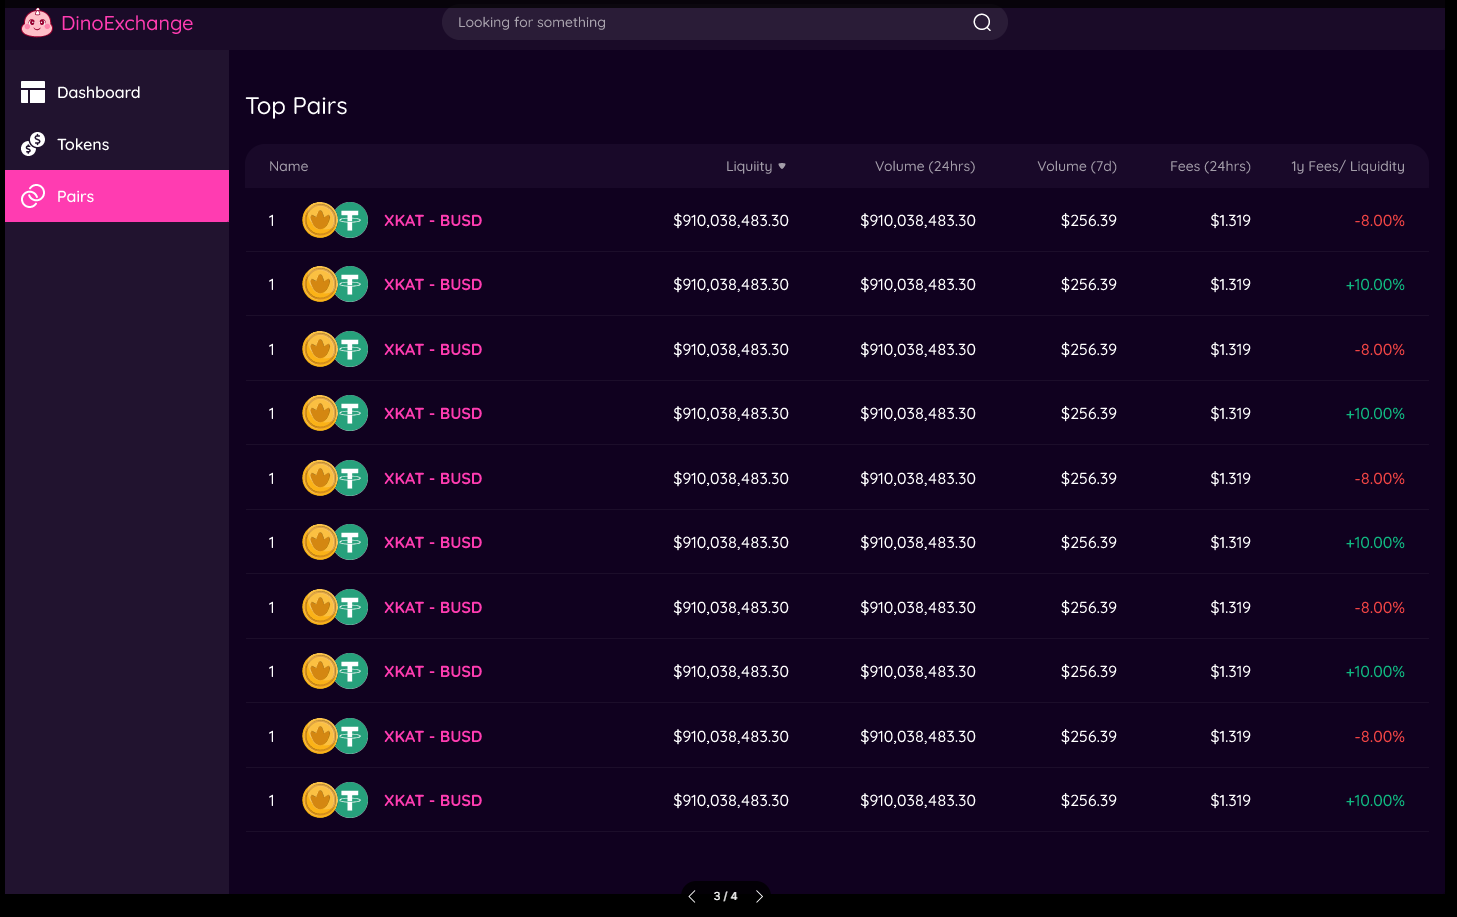 DinoExchange
Looking for something
Dashboard
Tokens
Pairs
Top Pairs
Name Liquiity Volume (24hrs) Volume (7d) Fees (24hrs) 1y Fees/ Liquidity
1 XKAT - BUSD $910,038,483.30 $910,038,483.30 $256.39 $1.319 -8.00%
1 XKAT - BUSD $910,038,483.30 $910,038,483.30 $256.39 $1.319 +10.00%
1 XKAT - BUSD $910,038,483.30 $910,038,483.30 $256.39 $1.319 -8.00%
1 XKAT - BUSD $910,038,483.30 $910,038,483.30 $256.39 $1.319 +10.00%
1 XKAT - BUSD $910,038,483.30 $910,038,483.30 $256.39 $1.319 -8.00%
1 XKAT - BUSD $910,038,483.30 $910,038,483.30 $256.39 $1.319 +10.00%
1 XKAT - BUSD $910,038,483.30 $910,038,483.30 $256.39 $1.319 -8.00%
1 XKAT - BUSD $910,038,483.30 $910,038,483.30 $256.39 $1.319 +10.00%
1 XKAT - BUSD $910,038,483.30 $910,038,483.30 $256.39 $1.319 -8.00%
1 XKAT - BUSD $910,038,483.30 $910,038,483.30 $256.39 $1.319 +10.00%
3 / 4